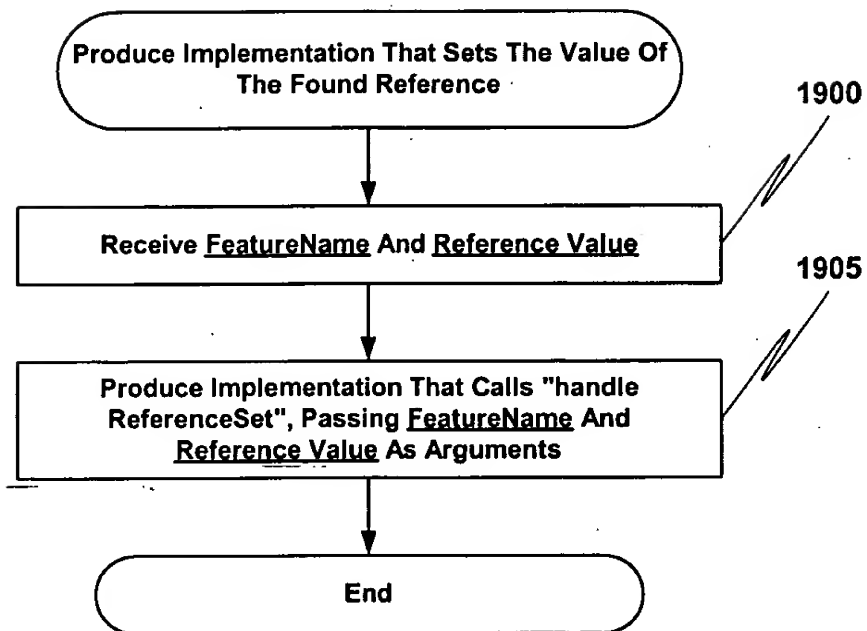 Produce Implementation That Sets The Value Of
The Found Reference
1900
Receive FeatureName And Reference Value
1905
Produce Implementation That Calls "handle
ReferenceSet", Passing FeatureName And
Reference Value As Arguments
End